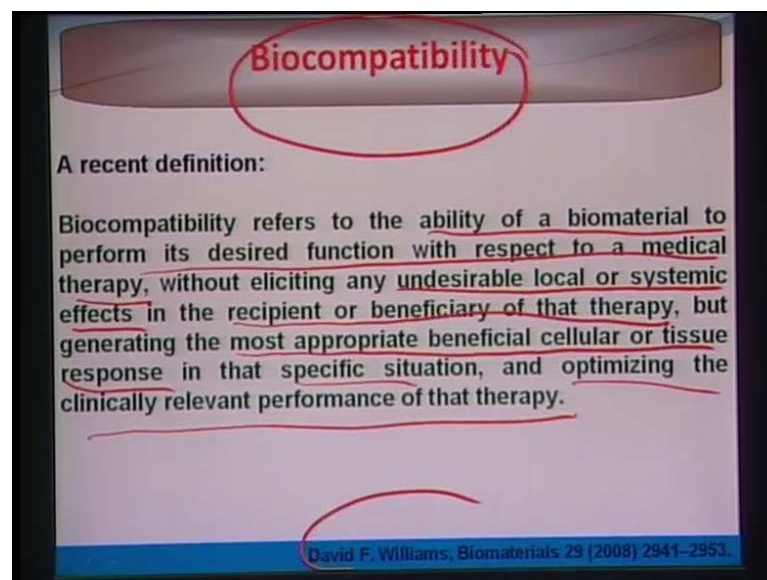 Biocompatibility
A recent definition:
Biocompatibility refers to the ability of a biomaterial to
perform its desired function with respect to a medical
therapy, without eliciting any undesirable local or systemic
effects in the recipient or beneficiary of that therapy, but
generating the most appropriate beneficial cellular or tissue
response in that specific situation, and optimizing the
clinically relevant performance of that therapy.
David F. Williams, Biomaterials 29 (2008) 2941–2953.